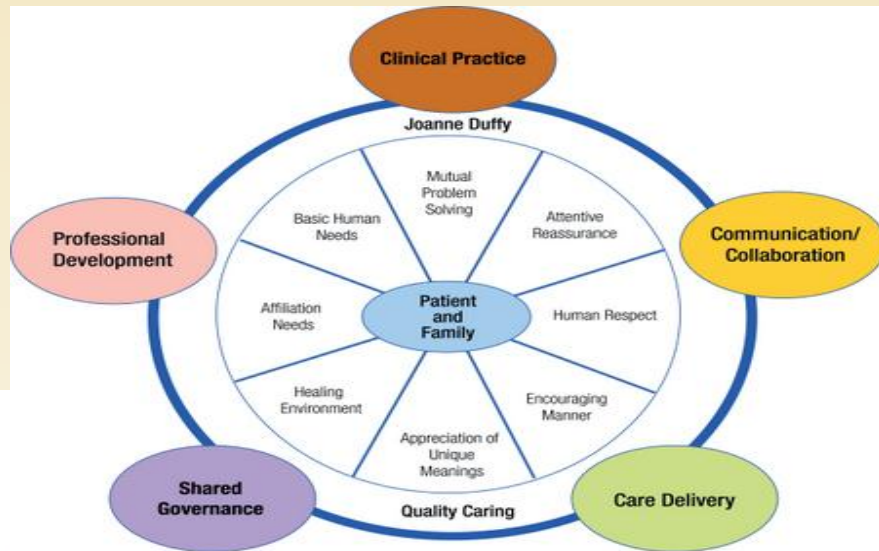 Clinical Practice
Joanne Duffy
Mutual
Problem
Solving
Basic Human
Needs
Attentive
Reassurance
Professional
Development
Communication/
Collaboration
Affiliation
Needs
Patient
and
Family
Human Respect
Healing
Environment
Encouraging
Manner
Appreciation of
Unique
Meanings
Shared
Governance
Quality Caring
Care Delivery